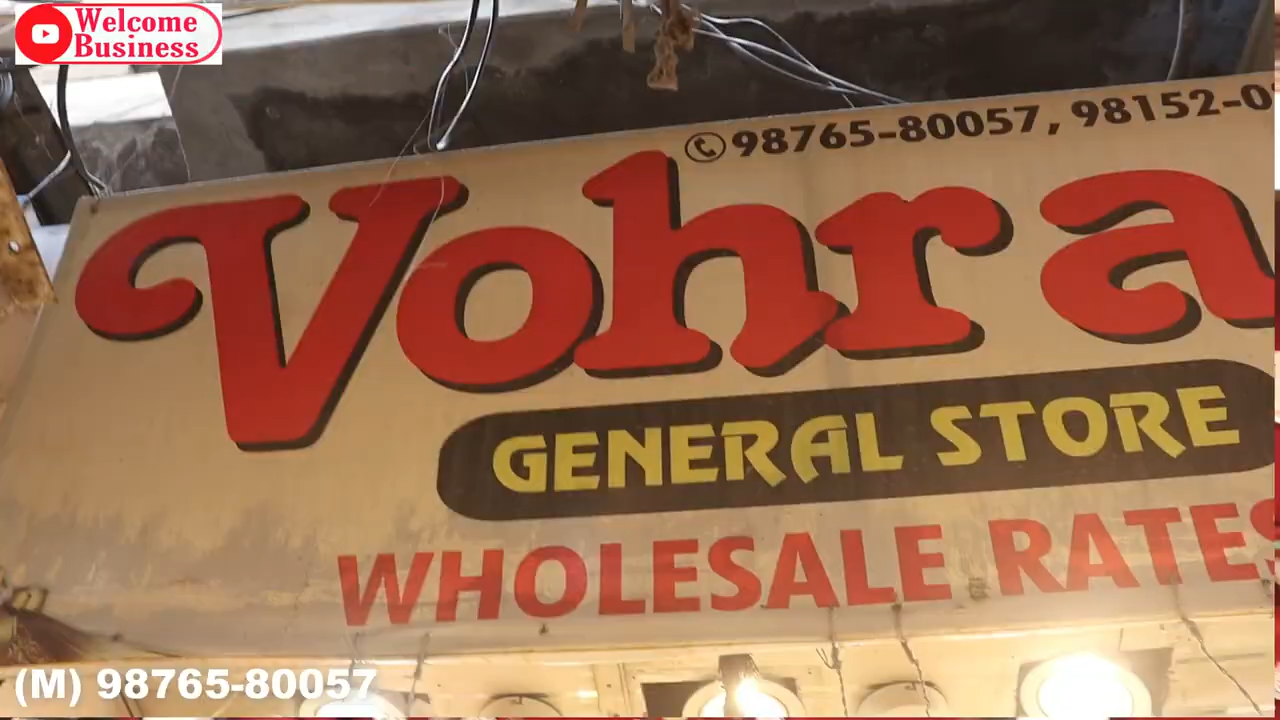 Welcome
Business
98765-80057, 98152-0
Vohra
GENERAL STORE
WHOLESALE RATES
(M) 98765-80057